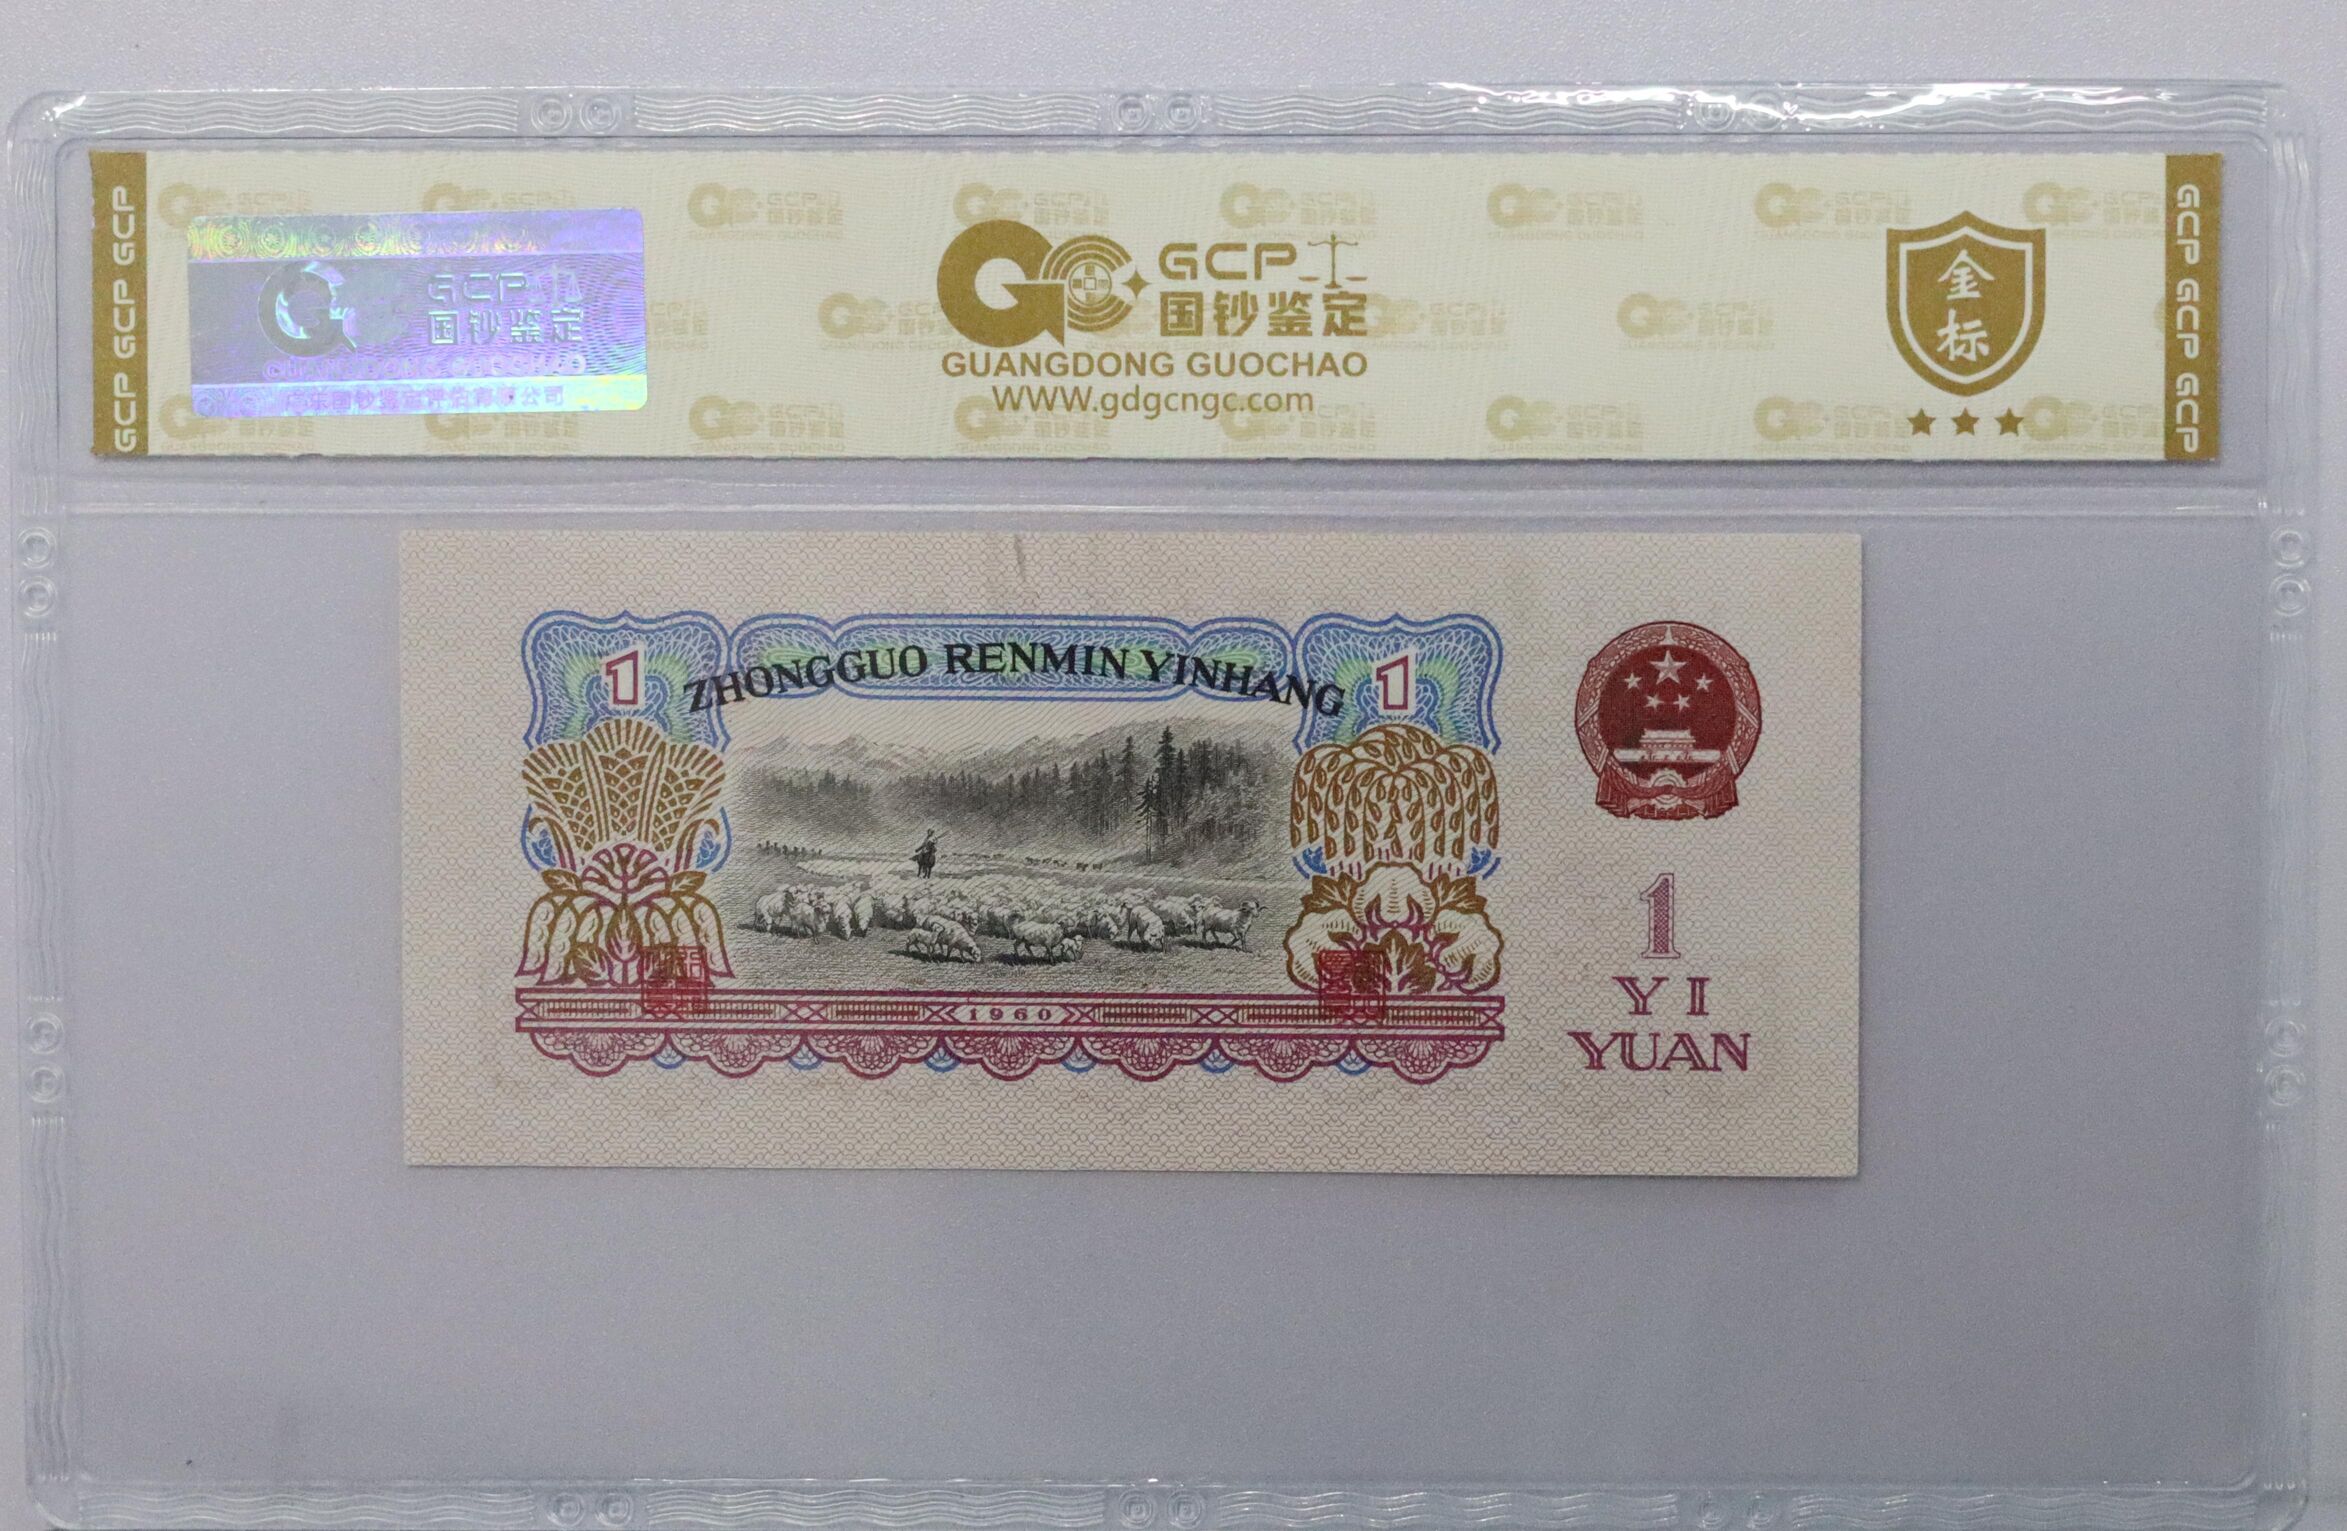 GCP GCP GCP
GCP
国钞鉴定
GUANGDONG GUOCHAO
广东国钞鉴定评估有限公司
GCP
国钞鉴定
GUANGDONG GUOCHAO
WWW.gdgcngc.com
金标
GCP GCP GCP
ZHONGGUO RENMIN YINHANG
1
1
1960
1
YI
YUAN